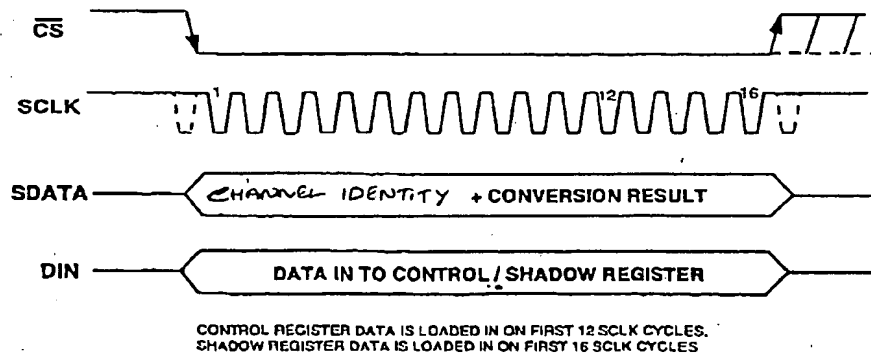 CS
SCLK
1 12 16
SDATA
CHANNEL IDENTITY + CONVERSION RESULT
DIN
DATA IN TO CONTROL / SHADOW REGISTER
CONTROL REGISTER DATA IS LOADED IN ON FIRST 12 SCLK CYCLES.
SHADOW REGISTER DATA IS LOADED IN ON FIRST 16 SCLK CYCLES